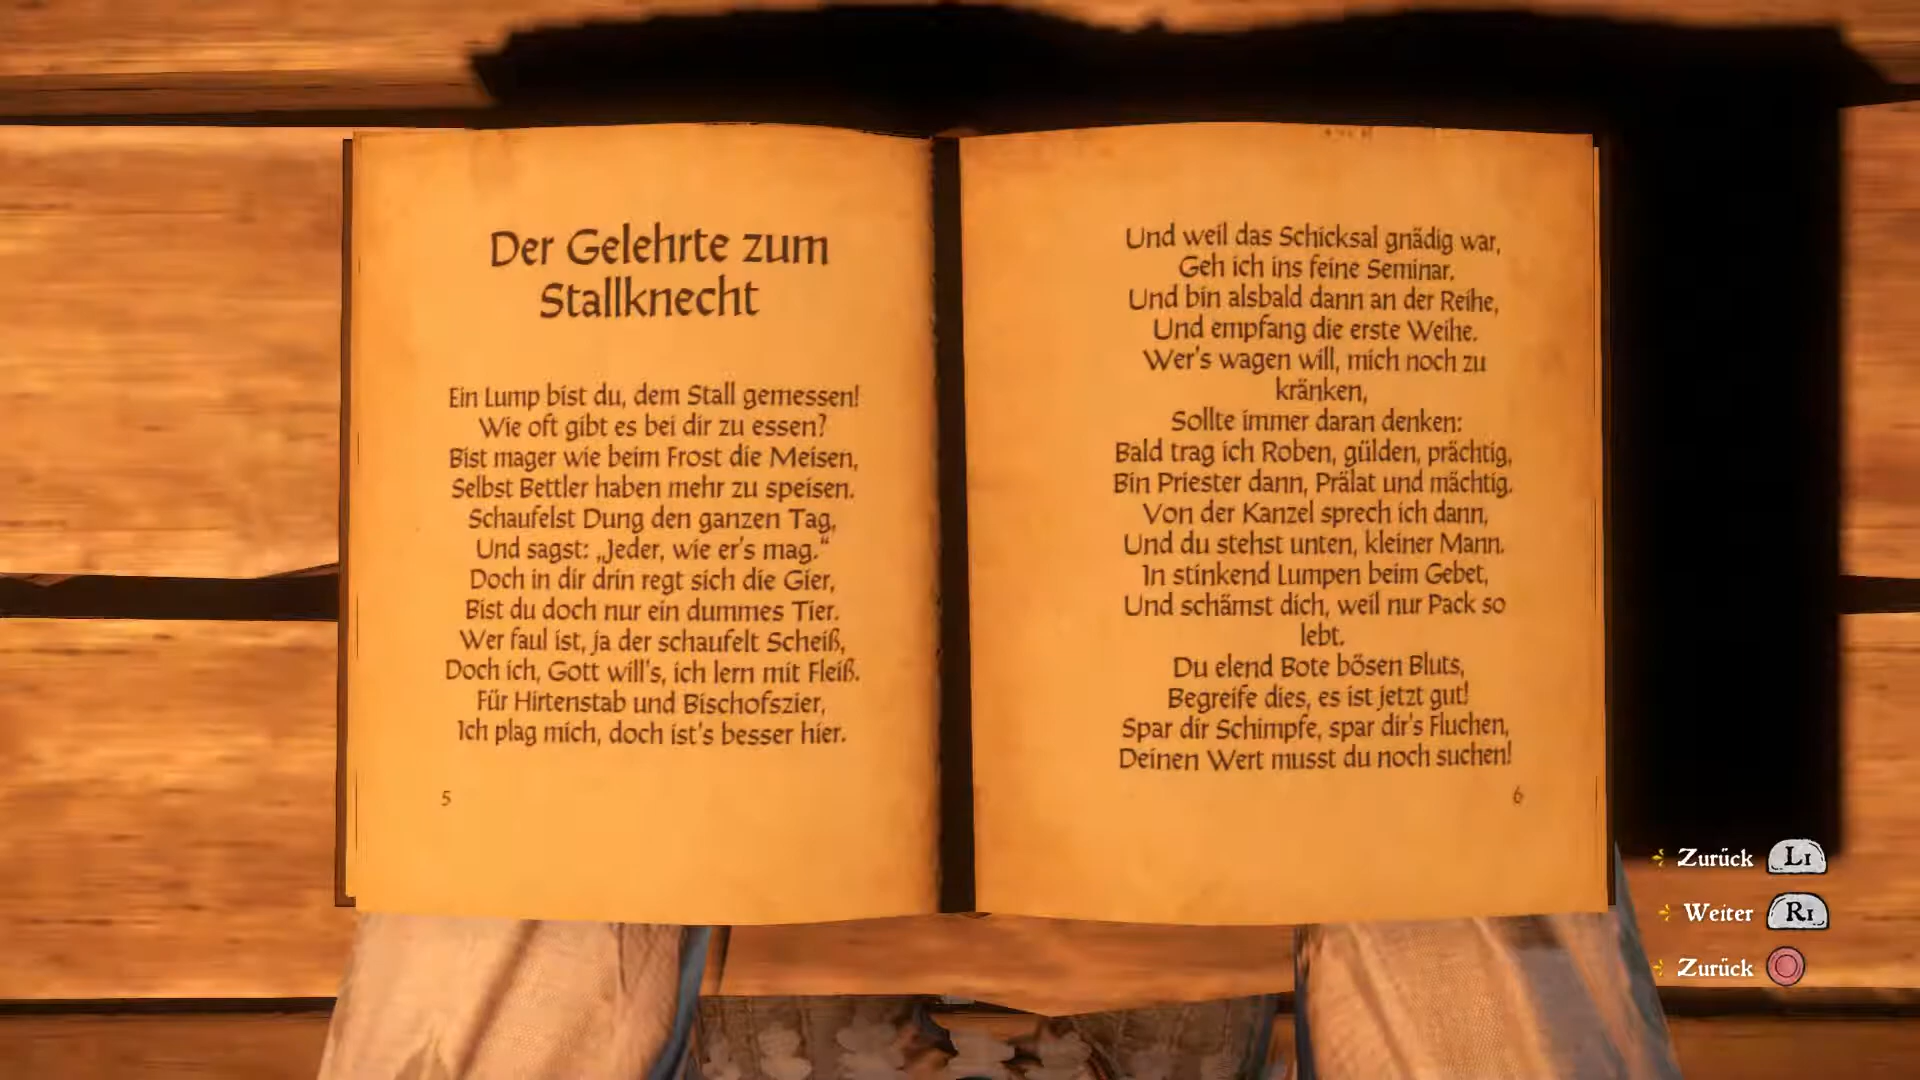 Der Gelehrte zum
Stallknecht
Ein Lump bist du, dem Stall gemessen!
Wie oft gibt es bei dir zu essen?
Bist mager wie beim Frost die Meisen,
Selbst Bettler haben mehr zu speisen.
Schaufelst Dung den ganzen Tag,
Und sagst: „Jeder, wie er's mag.“
Doch in dir drin regt sich die Gier,
Bist du doch nur ein dummes Tier.
Wer faul ist, ja der schaufelt Scheiß,
Doch ich, Gott will's, ich lern mit Fleiß.
Für Hirtenstab und Bischofszier,
Ich plag mich, doch ist's besser hier.
5
Und weil das Schicksal gnädig war,
Geh ich ins feine Seminar.
Und bin alsbald dann an der Reihe,
Und empfang die erste Weihe.
Wer's wagen will, mich noch zu
kränken,
Sollte immer daran denken:
Bald trag ich Roben, gülden, prächtig,
Bin Priester dann, Prälat und mächtig.
Von der Kanzel sprech ich dann,
Und du stehst unten, kleiner Mann.
In stinkend Lumpen beim Gebet,
Und schämst dich, weil nur Pack so
lebt.
Du elend Bote bösen Bluts,
Begreife dies, es ist jetzt gut!
Spar dir Schimpfe, spar dir's Fluchen,
Deinen Wert musst du noch suchen!
6
Zurück L1
Weiter R1
Zurück